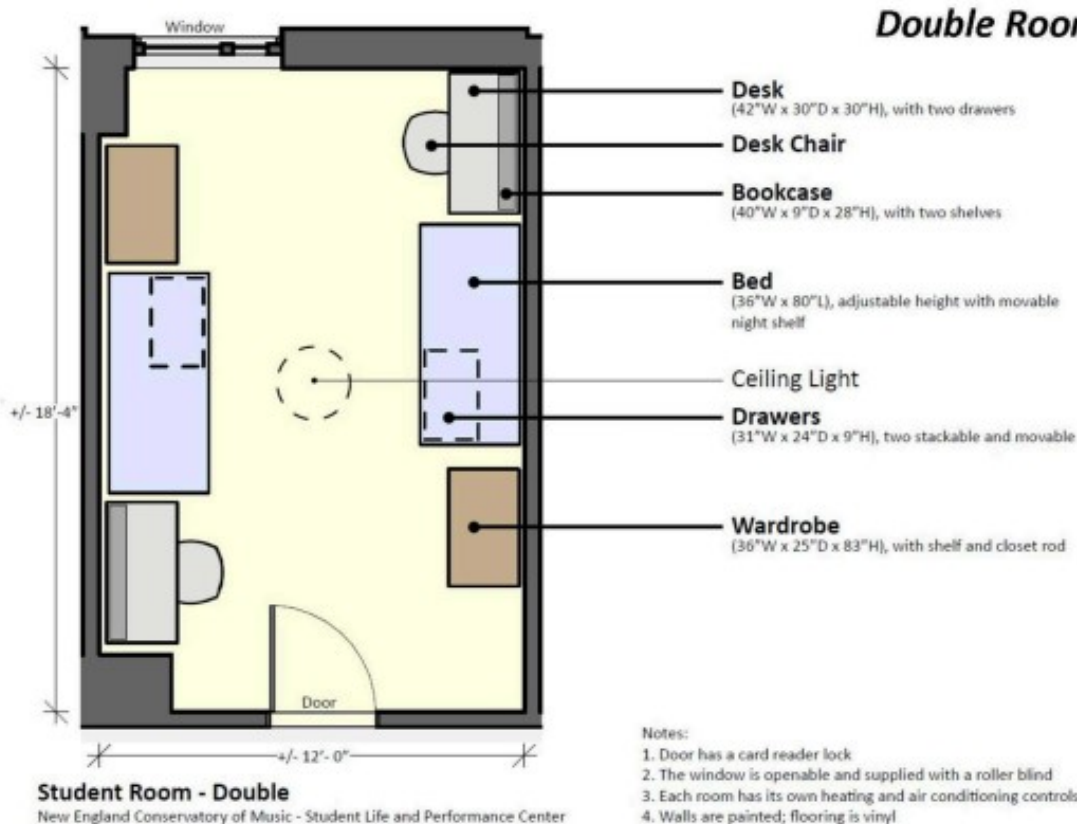 Double Roo
Window
Desk
(42"W x 30"D x 30"H), with two drawers
Desk Chair
Bookcase
(40"W x 9"D x 28"H), with two shelves
Bed
(36"W x 80"L), adjustable height with movable
night shelf
Ceiling Light
+/- 18'-4"
Drawers
(31"W x 24"D x 9"H), two stackable and movable
Wardrobe
(36"W x 25"D x 83"H), with shelf and closet rod
Door
+/- 12'- 0"
Student Room - Double
New England Conservatory of Music - Student Life and Performance Center
Notes:
1. Door has a card reader lock
2. The window is openable and supplied with a roller blind
3. Each room has its own heating and air conditioning controls
4. Walls are painted; flooring is vinyl